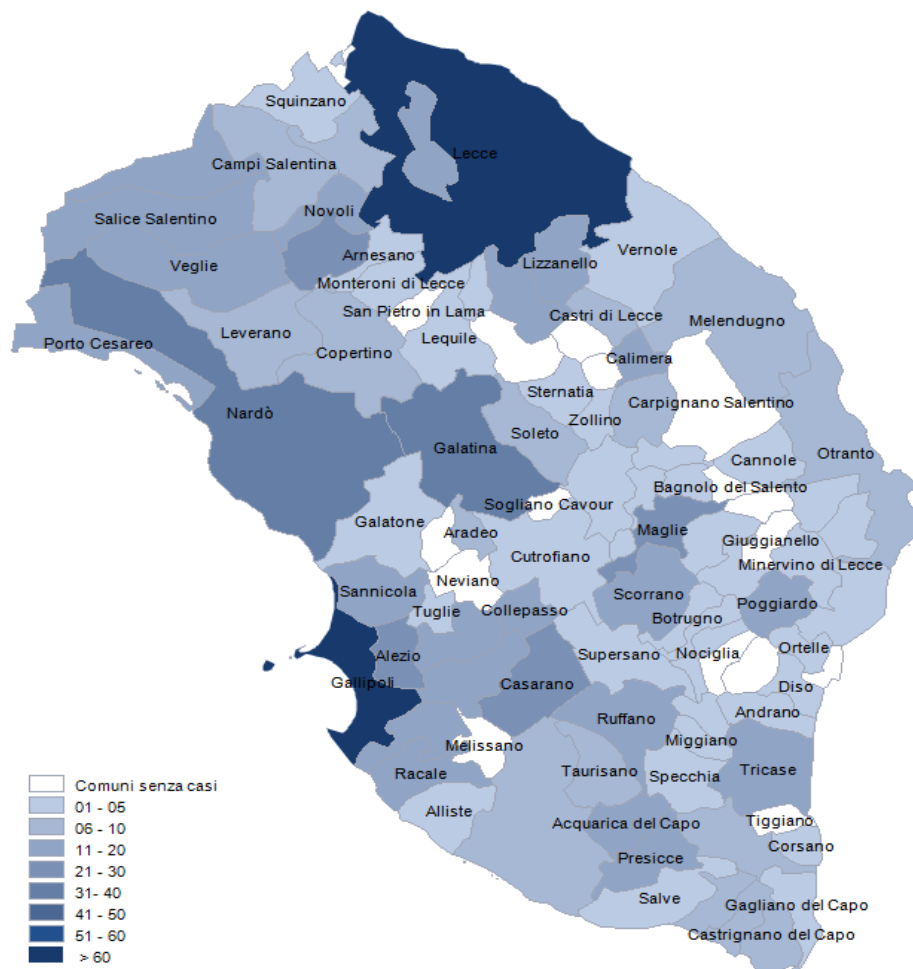 Squinzano
Lecce
Campi Salentina
Novoli
Salice Salentino
Arnesano
Vernole
Lizzanello
Veglie
Monteroni di Lecce
San Pietro in Lama
Castri di Lecce
Melendugno
Leverano
Lequile
Porto Cesareo
Copertino
Calimera
Sternatia
Carpignano Salentino
Nardò
Zollino
Soleto
Galatina
Otranto
Cannole
Bagnolo del Salento
Sogliano Cavour
Galatone
Aradeo
Maglie
Giuggianello
Cutrofiano
Minervino di Lecce
Neviano
Sannicola
Scorrano
Poggiardo
Tuglie
Collepasso
Botrugno
Alezio
Supersano
Nociglia
Ortelle
Gallipoli
Casarano
Diso
Andrano
Ruffano
Miggiano
Melissano
Racale
Taurisano
Specchia
Tricase
Alliste
Acquarica del Capo
Tiggiano
Corsano
Presicce
Salve
Gagliano del Capo
Castrignano del Capo
Comuni senza casi
01 - 05
06 - 10
11 - 20
21 - 30
31- 40
41 - 50
51 - 60
> 60